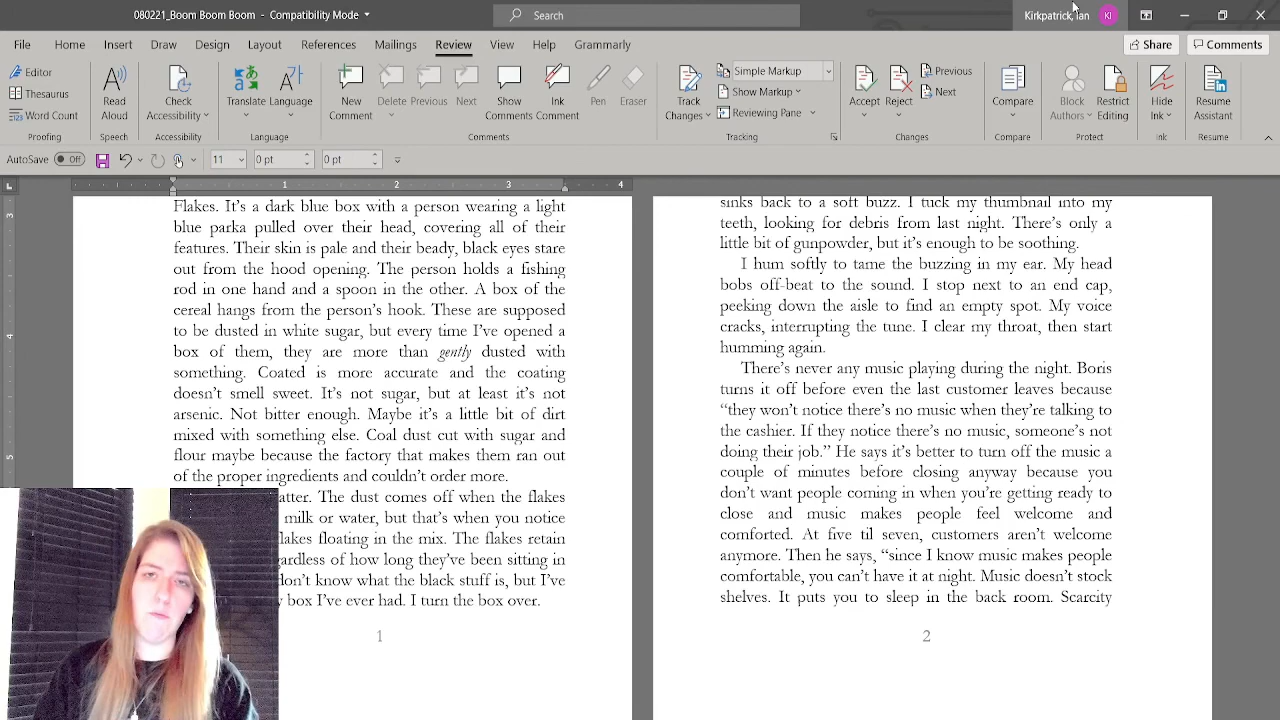 080221_Boom Boom Boom - Compatibility Mode
Search
Kirkpatrick, Ian
KI
File Home Insert Draw Design Layout References Mailings Review View Help Grammarly
Share
Comments
Editor
Thesaurus
Word Count
Proofing
Read Aloud
Speech
Check Accessibility
Accessibility
Translate Language
Language
New Comment
Delete Previous Next
Show Comments
Ink Comment
Pen Eraser
Comments
Track Changes
Simple Markup
Show Markup
Reviewing Pane
Tracking
Accept Reject
Previous
Next
Changes
Compare
Compare
Block Authors
Restrict Editing
Protect
Hide Ink
Ink
Resume Assistant
Resume
AutoSave Off
11
0 pt
0 pt
1 2 3 4
3
4
5
Flakes. It’s a dark blue box with a person wearing a light
blue parka pulled over their head, covering all of their
features. Their skin is pale and their beady, black eyes stare
out from the hood opening. The person holds a fishing
rod in one hand and a spoon in the other. A box of the
cereal hangs from the person’s hook. These are supposed
to be dusted in white sugar, but every time I’ve opened a
box of them, they are more than gently dusted with
something. Coated is more accurate and the coating
doesn’t smell sweet. It’s not sugar, but at least it’s not
arsenic. Not bitter enough. Maybe it’s a little bit of dirt
mixed with something else. Coal dust cut with sugar and
flour maybe because the factory that makes them ran out
of the proper ingredients and couldn’t order more.
atter. The dust comes off when the flakes
milk or water, but that’s when you notice
lakes floating in the mix. The flakes retain
gardless of how long they’ve been sitting in
don’t know what the black stuff is, but I’ve
box I’ve ever had. I turn the box over.
1
sinks back to a soft buzz. I tuck my thumbnail into my
teeth, looking for debris from last night. There’s only a
little bit of gunpowder, but it’s enough to be soothing.
I hum softly to tame the buzzing in my ear. My head
bobs off-beat to the sound. I stop next to an end cap,
peeking down the aisle to find an empty spot. My voice
cracks, interrupting the tune. I clear my throat, then start
humming again.
There’s never any music playing during the night. Boris
turns it off before even the last customer leaves because
“they won’t notice there’s no music when they’re talking to
the cashier. If they notice there’s no music, someone’s not
doing their job.” He says it’s better to turn off the music a
couple of minutes before closing anyway because you
don’t want people coming in when you’re getting ready to
close and music makes people feel welcome and
comforted. At five til seven, customers aren’t welcome
anymore. Then he says, “since I know music makes people
comfortable, you can’t have it at night. Music doesn’t stock
shelves. It puts you to sleep in the back room. Scarcity
2